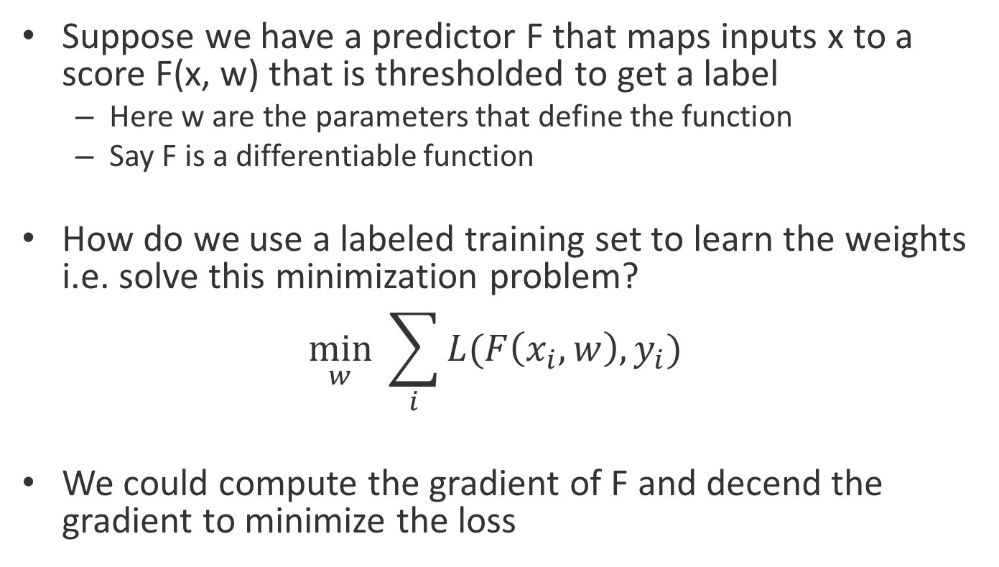 • Suppose we have a predictor F that maps inputs x to a
score F(x, w) that is thresholded to get a label
– Here w are the parameters that define the function
– Say F is a differentiable function
• How do we use a labeled training set to learn the weights
i.e. solve this minimization problem?
min_w ∑_i L(F(x_i, w), y_i)
• We could compute the gradient of F and decend the
gradient to minimize the loss